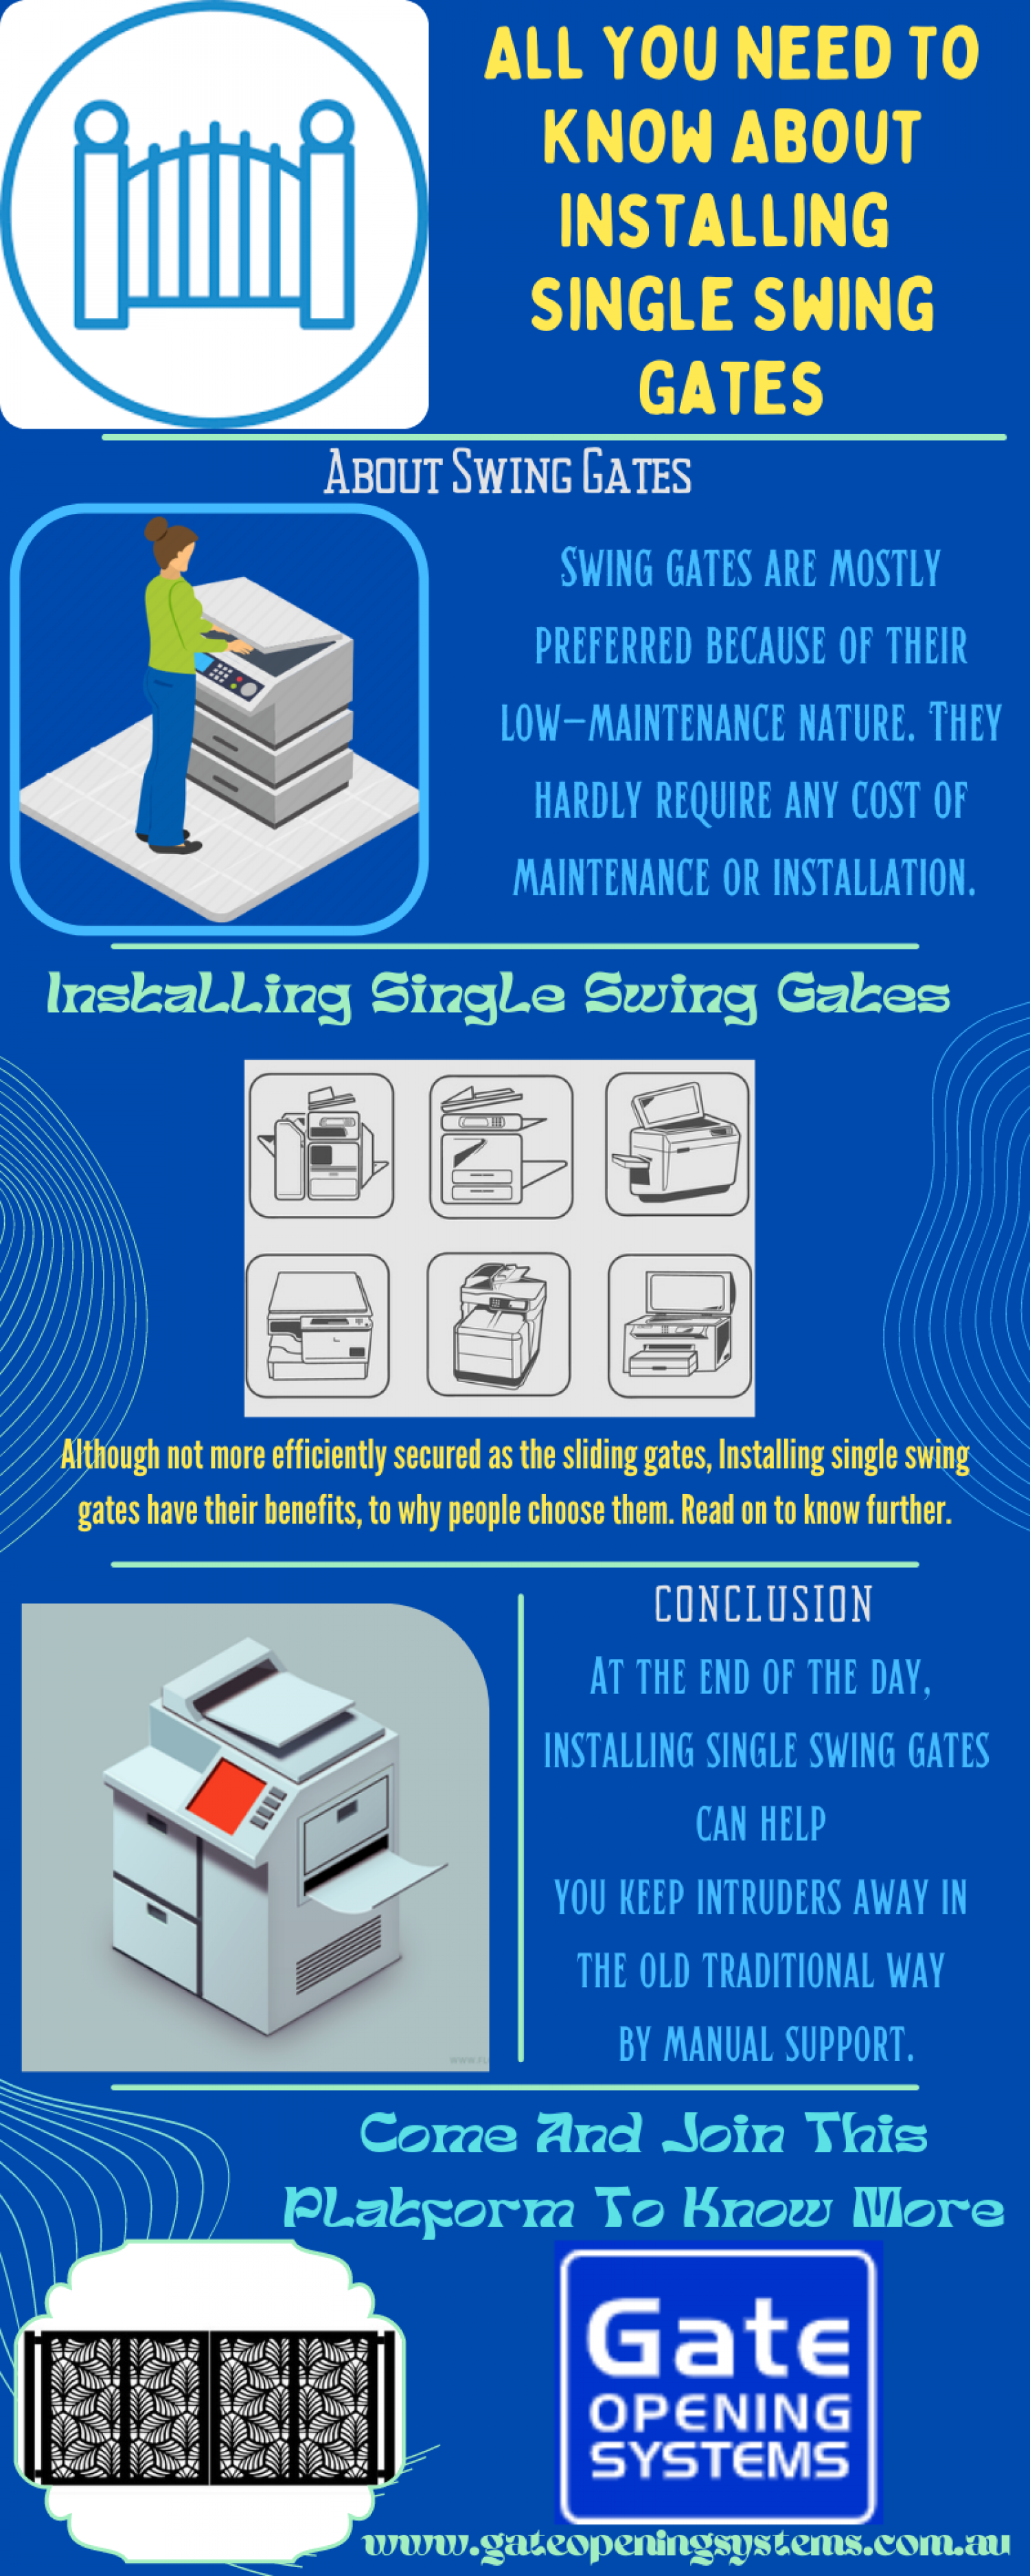 ALL YOU NEED TO
KNOW ABOUT
INSTALLING
SINGLE SWING
GATES
About Swing Gates
Swing gates are mostly
preferred because of their
low-maintenance nature. They
hardly require any cost of
maintenance or installation.
Installing Single Swing Gates
Although not more efficiently secured as the sliding gates, Installing single swing
gates have their benefits, to why people choose them. Read on to know further.
CONCLUSION
At the end of the day,
installing single swing gates
can help
you keep intruders away in
the old traditional way
by manual support.
Come And Join This
Platform To Know More
Gate
OPENING
SYSTEMS
www.gateopeningsystems.com.au